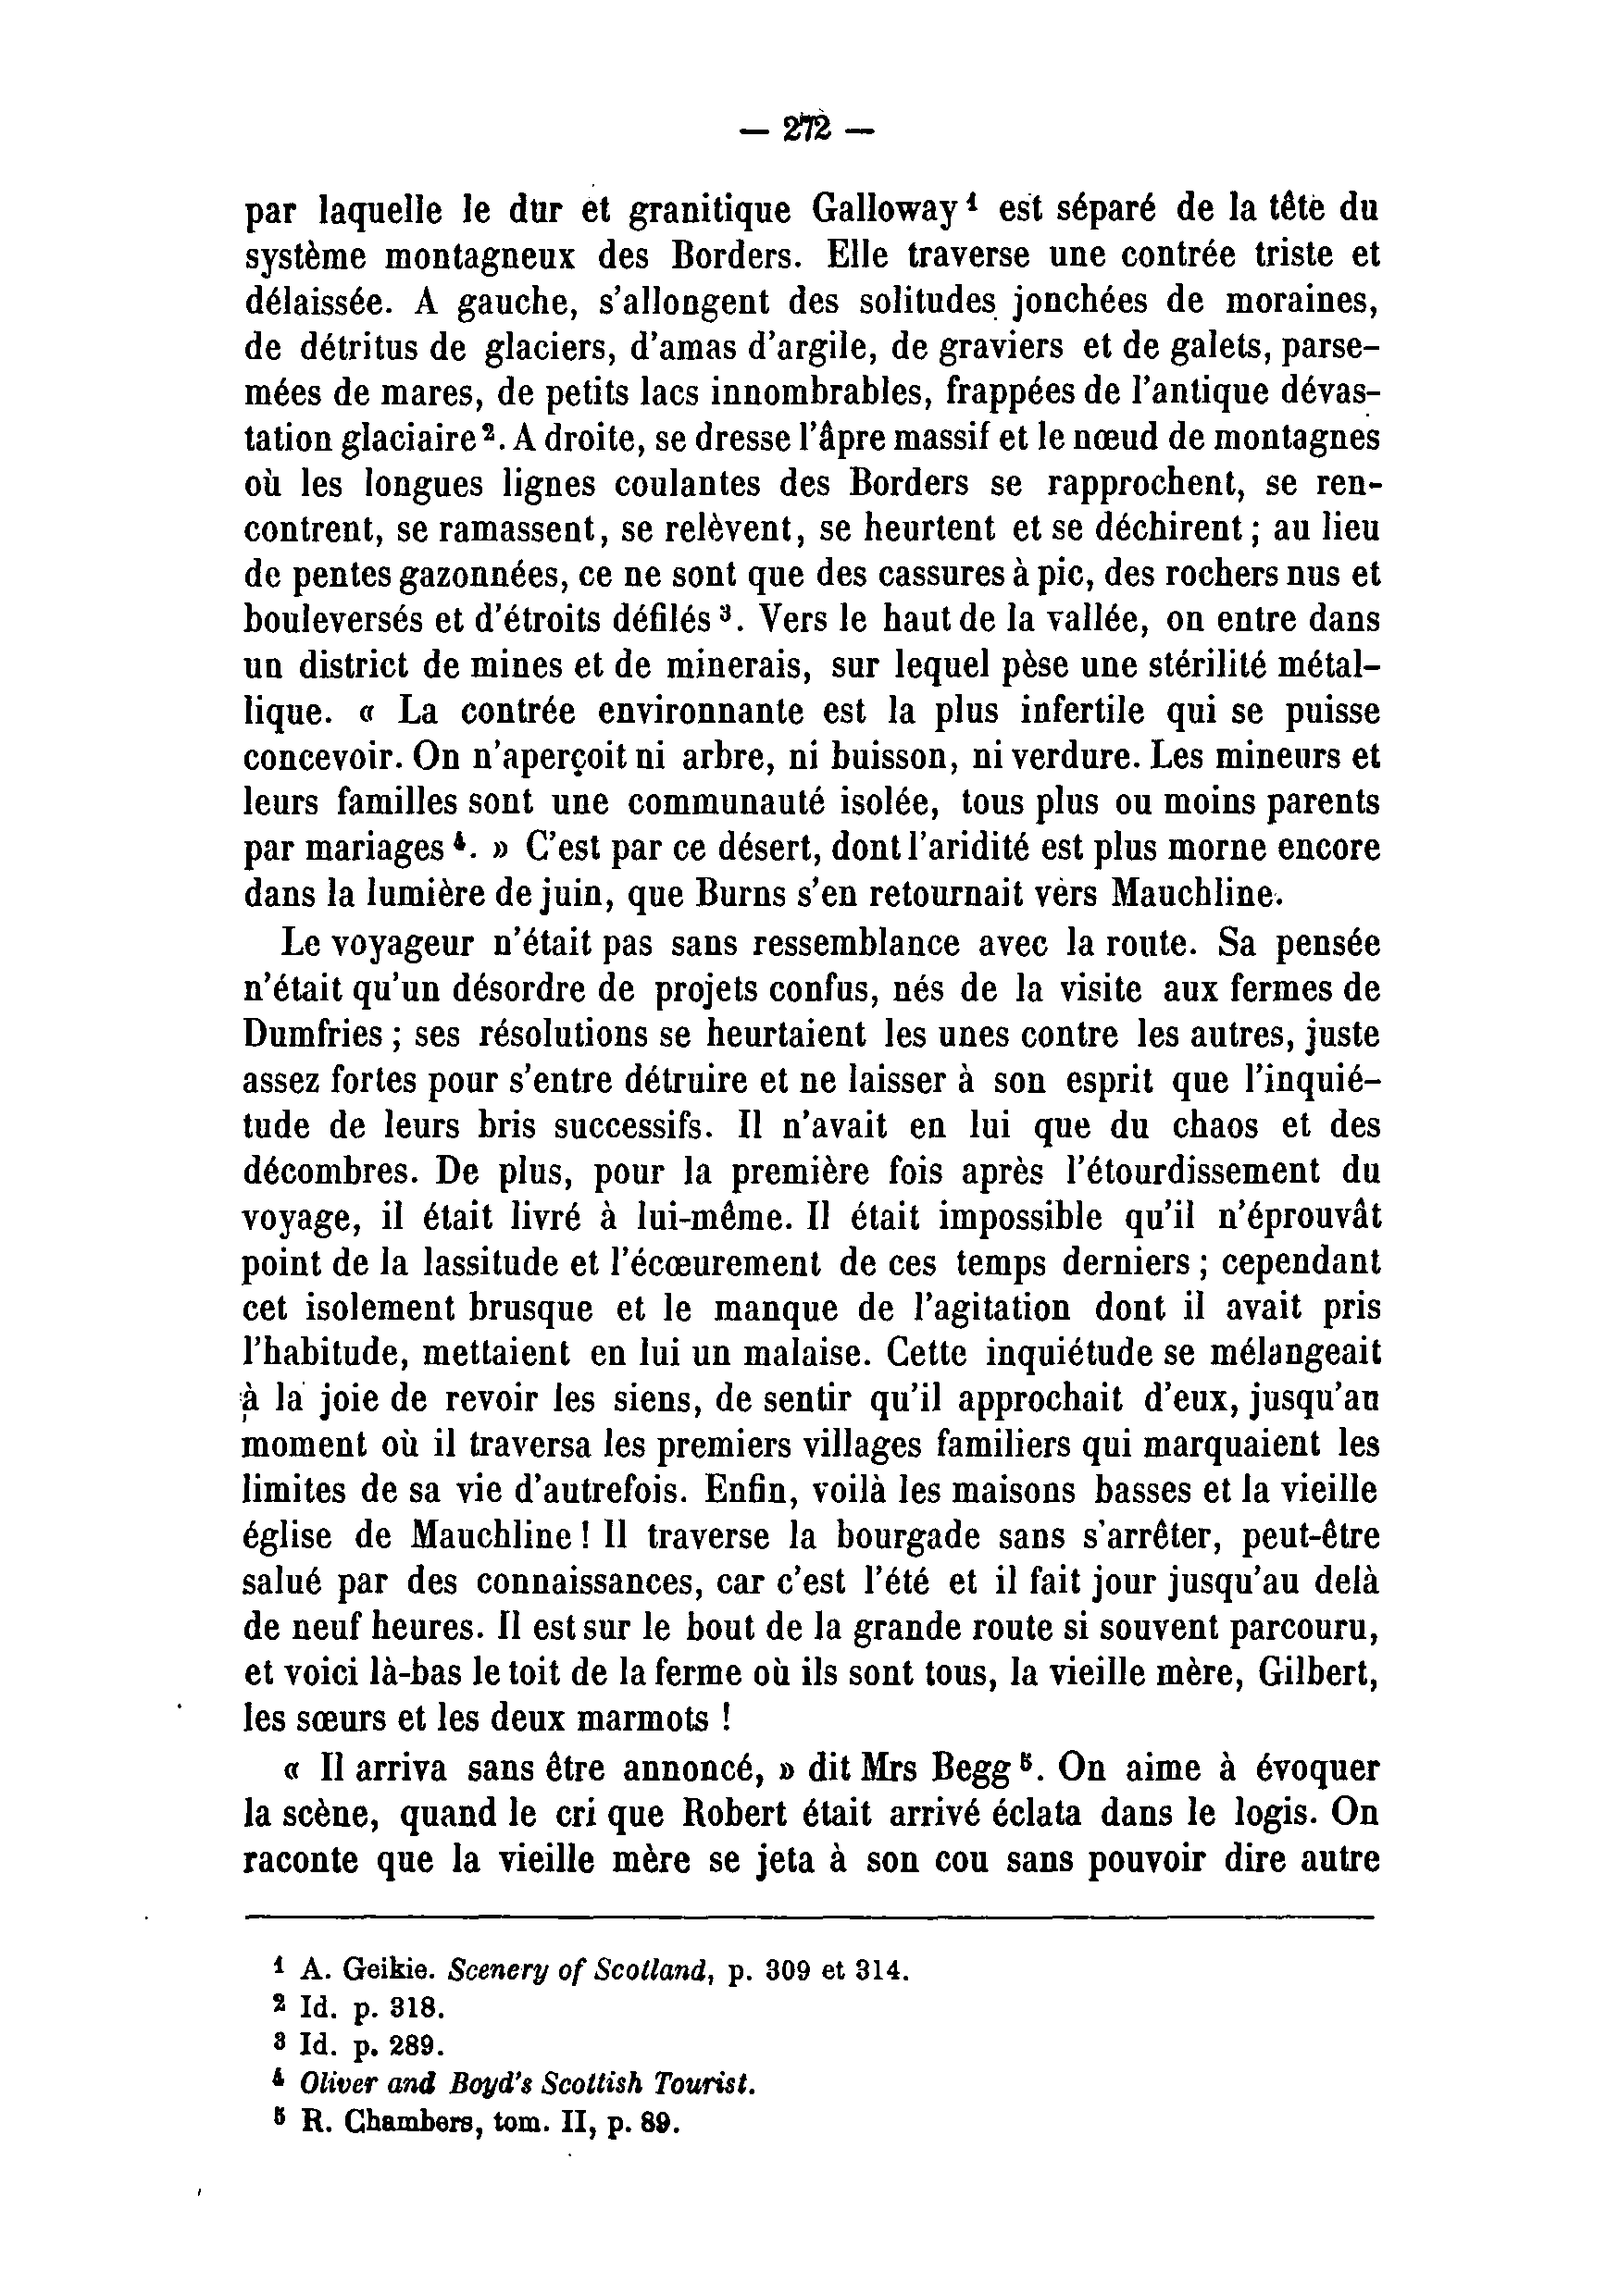 — 272 —
par laquelle le dur et granitique Galloway ¹ est séparé de la tête du
système montagneux des Borders. Elle traverse une contrée triste et
délaissée. A gauche, s'allongent des solitudes jonchées de moraines,
de détritus de glaciers, d'amas d'argile, de graviers et de galets, parse-
mées de mares, de petits lacs innombrables, frappées de l'antique dévas-
tation glaciaire ². A droite, se dresse l'âpre massif et le nœud de montagnes
où les longues lignes coulantes des Borders se rapprochent, se ren-
contrent, se ramassent, se relèvent, se heurtent et se déchirent ; au lieu
de pentes gazonnées, ce ne sont que des cassures à pic, des rochers nus et
bouleversés et d'étroits défilés ³. Vers le haut de la vallée, on entre dans
un district de mines et de minerais, sur lequel pèse une stérilité métal-
lique. « La contrée environnante est la plus infertile qui se puisse
concevoir. On n'aperçoit ni arbre, ni buisson, ni verdure. Les mineurs et
leurs familles sont une communauté isolée, tous plus ou moins parents
par mariages ⁴. » C'est par ce désert, dont l'aridité est plus morne encore
dans la lumière de juin, que Burns s'en retournait vers Mauchline.
Le voyageur n'était pas sans ressemblance avec la route. Sa pensée
n'était qu'un désordre de projets confus, nés de la visite aux fermes de
Dumfries ; ses résolutions se heurtaient les unes contre les autres, juste
assez fortes pour s'entre détruire et ne laisser à son esprit que l'inquié-
tude de leurs bris successifs. Il n'avait en lui que du chaos et des
décombres. De plus, pour la première fois après l'étourdissement du
voyage, il était livré à lui-même. Il était impossible qu'il n'éprouvât
point de la lassitude et l'écœurement de ces temps derniers ; cependant
cet isolement brusque et le manque de l'agitation dont il avait pris
l'habitude, mettaient en lui un malaise. Cette inquiétude se mélangeait
à la joie de revoir les siens, de sentir qu'il approchait d'eux, jusqu'au
moment où il traversa les premiers villages familiers qui marquaient les
limites de sa vie d'autrefois. Enfin, voilà les maisons basses et la vieille
église de Mauchline ! Il traverse la bourgade sans s'arrêter, peut-être
salué par des connaissances, car c'est l'été et il fait jour jusqu'au delà
de neuf heures. Il est sur le bout de la grande route si souvent parcouru,
et voici là-bas le toit de la ferme où ils sont tous, la vieille mère, Gilbert,
les sœurs et les deux marmots !
« Il arriva sans être annoncé, » dit Mrs Begg ⁵. On aime à évoquer
la scène, quand le cri que Robert était arrivé éclata dans le logis. On
raconte que la vieille mère se jeta à son cou sans pouvoir dire autre
¹ A. Geikie. Scenery of Scotland, p. 309 et 314.
² Id. p. 318.
³ Id. p. 289.
⁴ Oliver and Boyd's Scottish Tourist.
⁵ R. Chambers, tom. II, p. 89.